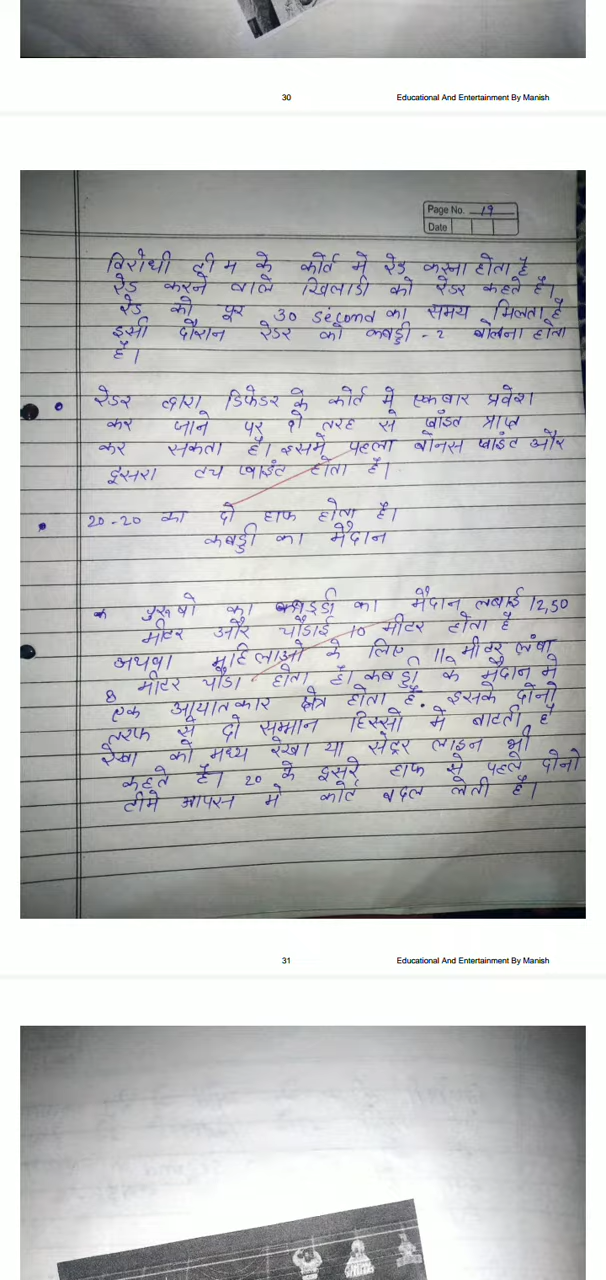 30 Educational And Entertainment By Manish
Page No. 19
Date
विरोधी टीम के कोर्ट मे रेड करना होता है
रेड करने वाले खिलाडी को रेडर कहते है।
रेड को पूर 30 second का समय मिलता है
इसी दौरान रेडर को कबड्डी -2 बोलना होता
है।
रेडर द्वारा डिफेडर के कोर्ट मे एकबार प्रवेश
कर जाने पर दो तरह से प्वांइट प्राप्त
कर सकता है। इसमे पहला बोनस प्वाइंट और
दूसरा टच प्वाइंट होता है।
20-20 का दो हाफ होता है।
कबड्डी का मैदान
पुरुषो का कबड्डी का मैदान लबाई 12,50
मीटर और चौडाई 10 मीटर होता है
अथवा महिलाओ के लिए 11 मीटर लंबा
8 मीटर चौडा होता है। कबड्डी के मैदान मे
एक आयातकार क्षेत्र होता है. इसके दोनो
तरफ से दो सम्मान हिस्सो मे बाटती है
रेखा को मध्य रेखा या सेंट्रर लाइन भी
कहते है। 20 के दूसरे हाफ से पहले दोनो
टीमे आपस मे कोर्ट बदल लेती है।
31 Educational And Entertainment By Manish